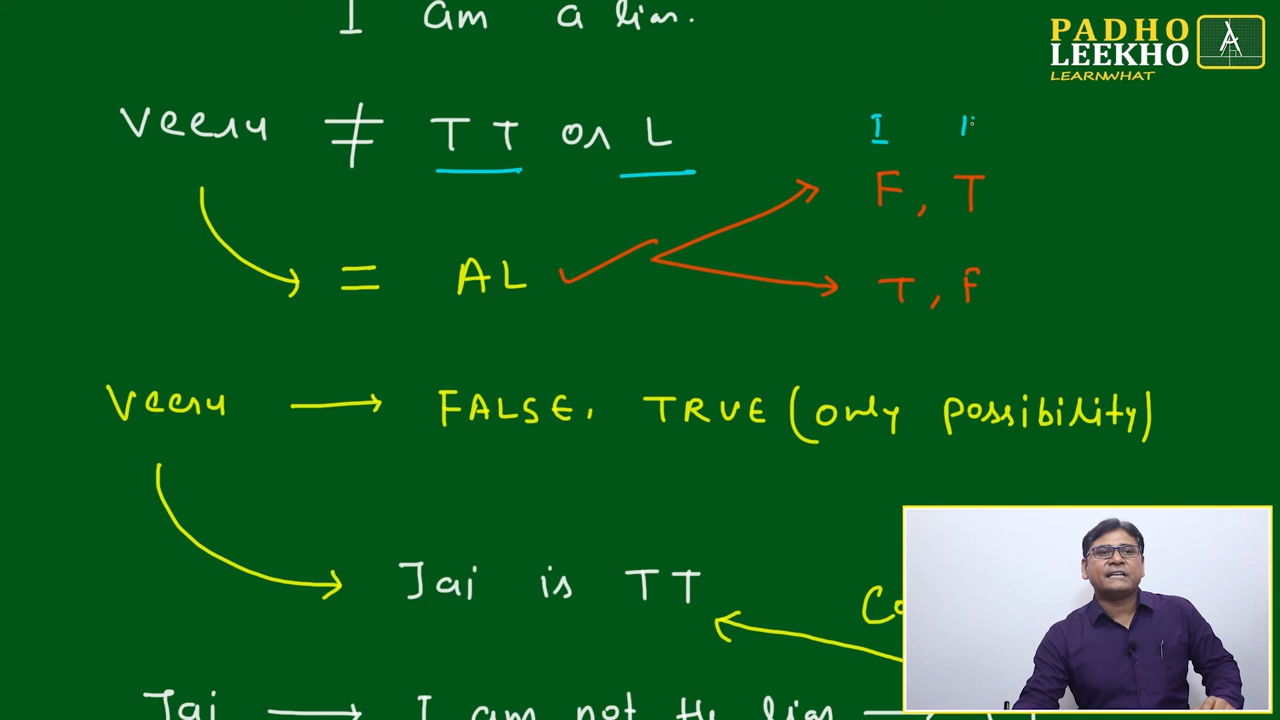 I am a liar.
PADHO
LEEKHO
LEARNWHAT
Veeru ≠ TT or L
I
F, T
= AL
T, F
Veeru → FALSE, TRUE (only possibility)
Jai is TT
Jai → I am not the liar